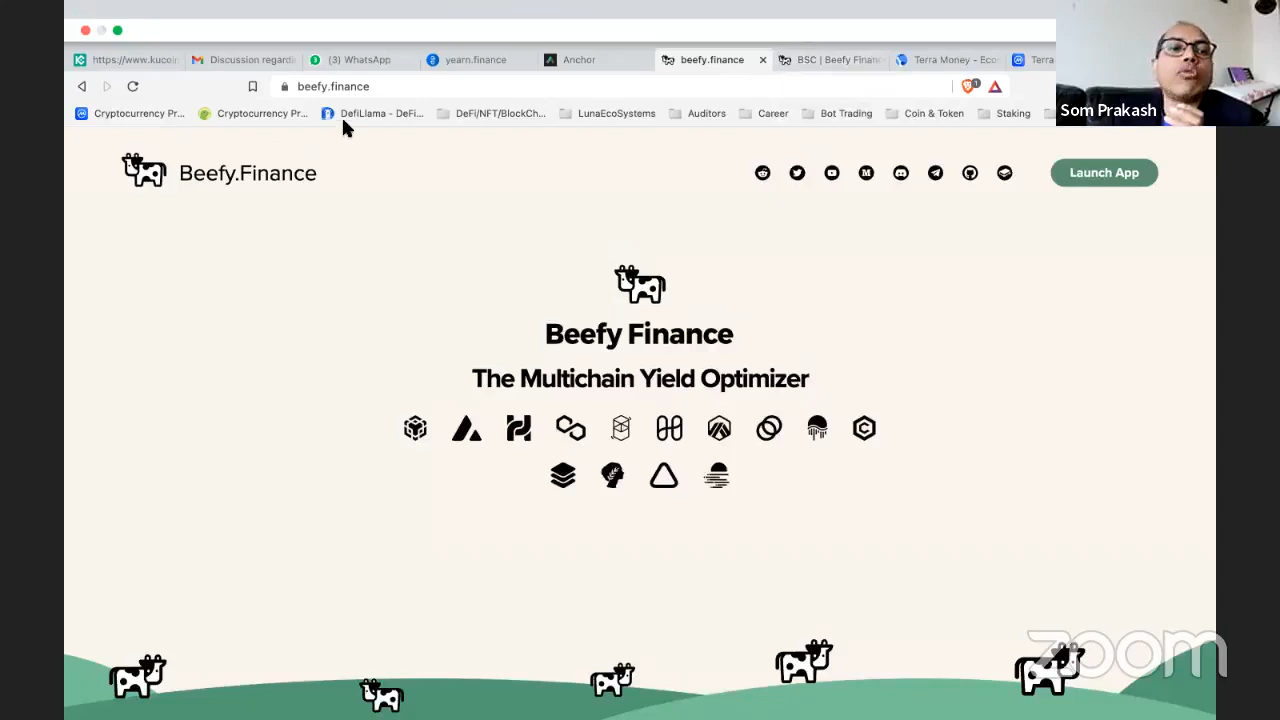 https://www.kucoin
Discussion regardi
(3) WhatsApp
yearn.finance
Anchor
beefy.finance
BSC | Beefy Financ
Terra Money - Eco
Terra
beefy.finance
1
Cryptocurrency Pr...
Cryptocurrency Pr...
DefiLlama - DeFi...
DeFi/NFT/BlockCh...
LunaEcoSystems
Auditors
Career
Bot Trading
Coin & Token
Staking
Som Prakash
Beefy.Finance
Launch App
Beefy Finance
The Multichain Yield Optimizer
zoom